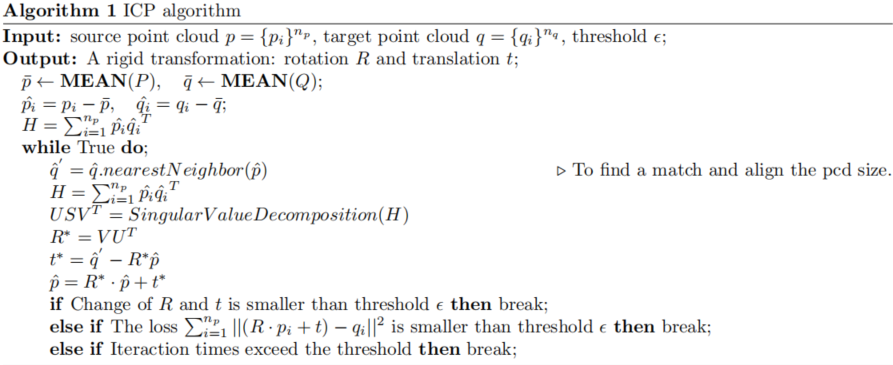 Algorithm 1 ICP algorithm
Input: source point cloud $p = \{p_i\}^{n_p}$, target point cloud $q = \{q_i\}^{n_q}$, threshold $\epsilon$;
Output: A rigid transformation: rotation $R$ and translation $t$;
$\bar{p} \leftarrow$ MEAN$(P)$, $\bar{q} \leftarrow$ MEAN$(Q)$;
$\hat{p_i} = p_i - \bar{p}$, $\hat{q_i} = q_i - \bar{q}$;
$H = \sum_{i=1}^{n_p} \hat{p_i}\hat{q_i}^T$
while True do;
$\hat{q}^{'} = \hat{q}.nearestNeighbor(\hat{p})$ ▷ To find a match and align the pcd size.
$H = \sum_{i=1}^{n_p} \hat{p_i}\hat{q_i}^T$
$USV^T = SingularValueDecomposition(H)$
$R^* = VU^T$
$t^* = \hat{q}^{'} - R^*\hat{p}$
$\hat{p} = R^* \cdot \hat{p} + t^*$
if Change of $R$ and $t$ is smaller than threshold $\epsilon$ then break;
else if The loss $\sum_{i=1}^{n_p} ||(R \cdot p_i + t) - q_i||^2$ is smaller than threshold $\epsilon$ then break;
else if Iteraction times exceed the threshold then break;